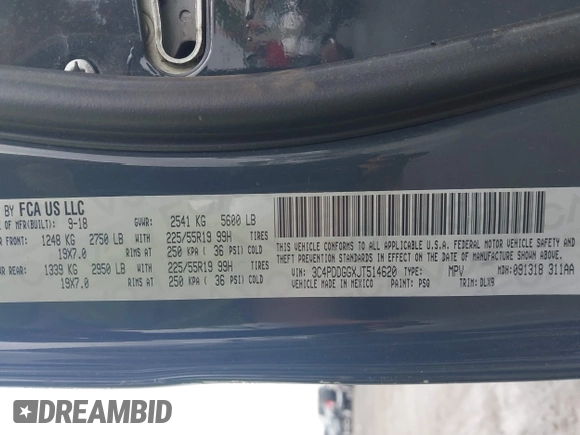 BY FCA US LLC
OF MFR(BUILT): 9-18 GVWR: 2541 KG 5600 LB
FRONT: 1248 KG 2750 LB WITH 225/55R19 99H TIRES
19X7.0 RIMS AT 250 KPA ( 36 PSI) COLD
REAR: 1339 KG 2950 LB WITH 225/55R19 99H TIRES
19X7.0 RIMS AT 250 KPA ( 36 PSI) COLD
THIS VEHICLE CONFORMS TO ALL APPLICABLE U.S.A. FEDERAL MOTOR VEHICLE SAFETY AND
THEFT PREVENTION STANDARDS IN EFFECT ON THE DATE OF MANUFACTURE SHOWN ABOVE.
VIN: 3C4PDDGGXJT514620 TYPE: MPV MDH: 091318 311AA
VEHICLE MADE IN MEXICO PAINT: PSQ TRIM: DLX9
DREAMBID